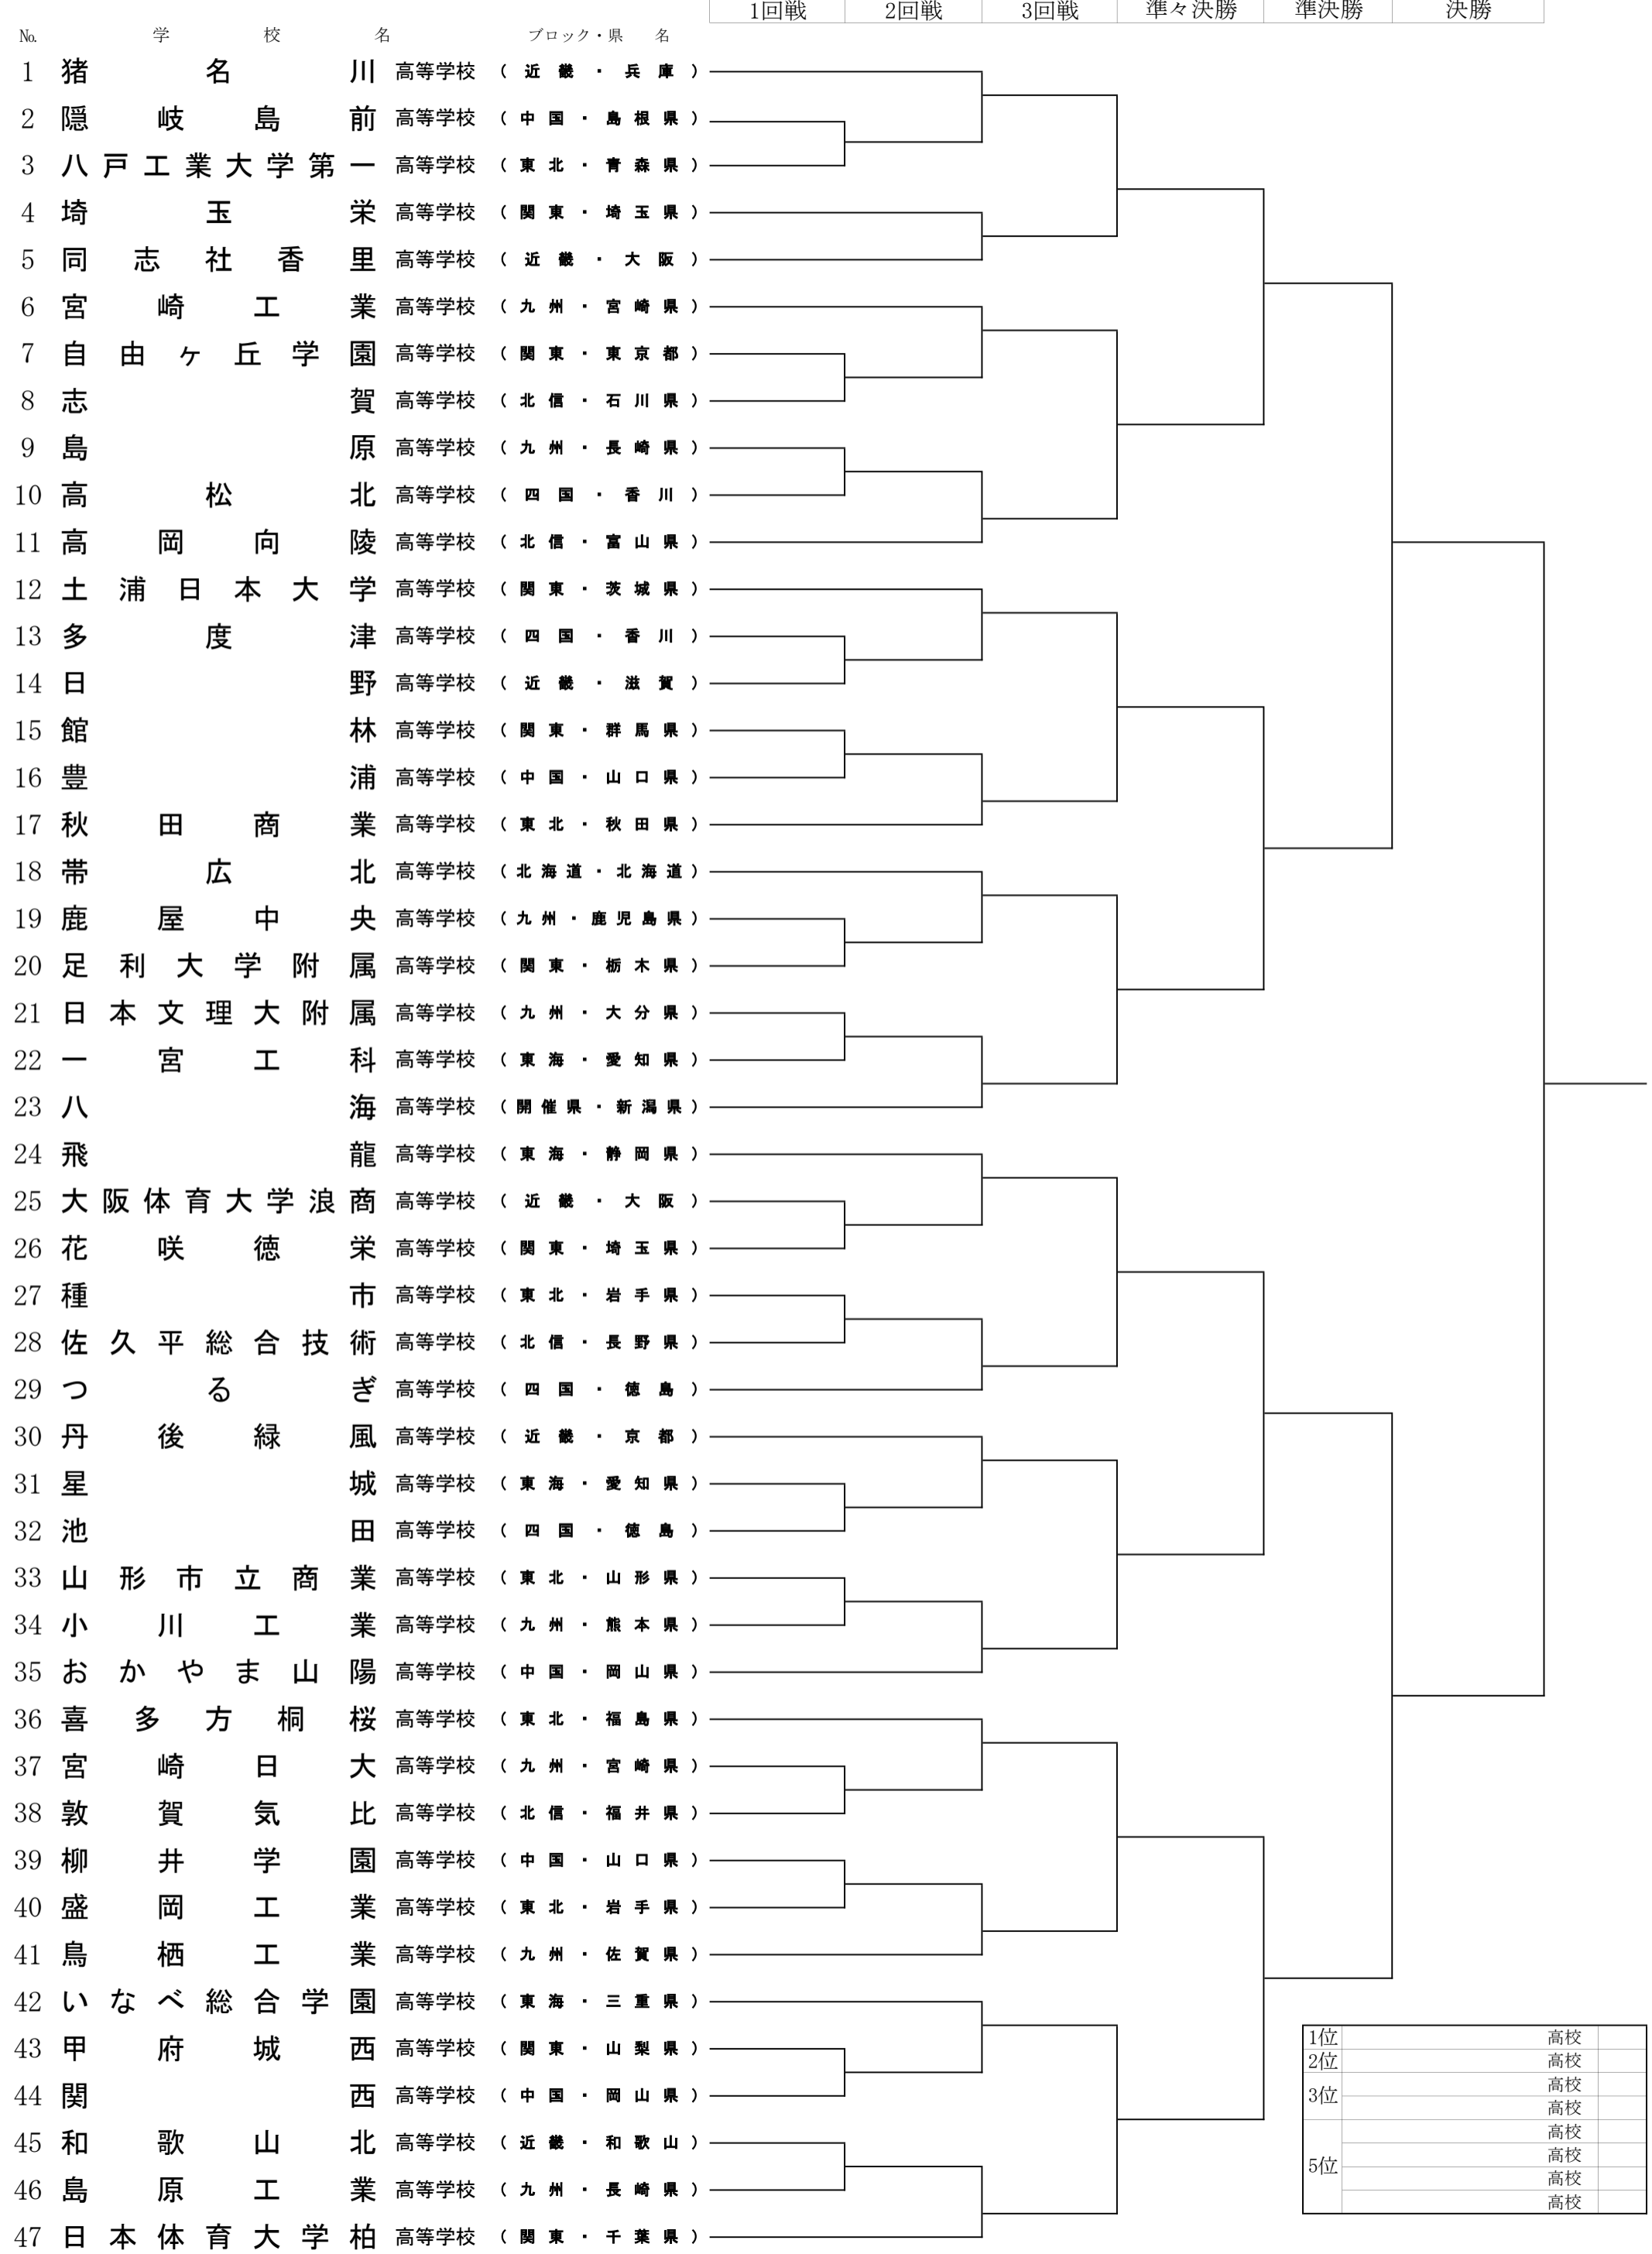 1回戦 2回戦 3回戦 準々決勝 準決勝 決勝
№ 学校名 ブロック・県名
1 猪名川 高等学校 (近畿・兵庫)
2 隠岐島前 高等学校 (中国・島根県)
3 八戸工業大学第一 高等学校 (東北・青森県)
4 埼玉栄 高等学校 (関東・埼玉県)
5 同志社香里 高等学校 (近畿・大阪)
6 宮崎工業 高等学校 (九州・宮崎県)
7 自由ヶ丘学園 高等学校 (関東・東京都)
8 志賀 高等学校 (北信・石川県)
9 島原 高等学校 (九州・長崎県)
10 高松北 高等学校 (四国・香川)
11 高岡向陵 高等学校 (北信・富山県)
12 土浦日本大学 高等学校 (関東・茨城県)
13 多度津 高等学校 (四国・香川)
14 日野 高等学校 (近畿・滋賀)
15 館林 高等学校 (関東・群馬県)
16 豊浦 高等学校 (中国・山口県)
17 秋田商業 高等学校 (東北・秋田県)
18 帯広北 高等学校 (北海道・北海道)
19 鹿屋中央 高等学校 (九州・鹿児島県)
20 足利大学附属 高等学校 (関東・栃木県)
21 日本文理大附属 高等学校 (九州・大分県)
22 一宮工科 高等学校 (東海・愛知県)
23 八海 高等学校 (開催県・新潟県)
24 飛龍 高等学校 (東海・静岡県)
25 大阪体育大学浪商 高等学校 (近畿・大阪)
26 花咲徳栄 高等学校 (関東・埼玉県)
27 種市 高等学校 (東北・岩手県)
28 佐久平総合技術 高等学校 (北信・長野県)
29 つるぎ 高等学校 (四国・徳島)
30 丹後緑風 高等学校 (近畿・京都)
31 星城 高等学校 (東海・愛知県)
32 池田 高等学校 (四国・徳島)
33 山形市立商業 高等学校 (東北・山形県)
34 小川工業 高等学校 (九州・熊本県)
35 おかやま山陽 高等学校 (中国・岡山県)
36 喜多方桐桜 高等学校 (東北・福島県)
37 宮崎日大 高等学校 (九州・宮崎県)
38 敦賀気比 高等学校 (北信・福井県)
39 柳井学園 高等学校 (中国・山口県)
40 盛岡工業 高等学校 (東北・岩手県)
41 鳥栖工業 高等学校 (九州・佐賀県)
42 いなべ総合学園 高等学校 (東海・三重県)
43 甲府城西 高等学校 (関東・山梨県)
44 関西 高等学校 (中国・岡山県)
45 和歌山北 高等学校 (近畿・和歌山)
46 島原工業 高等学校 (九州・長崎県)
47 日本体育大学柏 高等学校 (関東・千葉県)
1位 高校
2位 高校
3位 高校
高校
5位 高校
高校
高校
高校